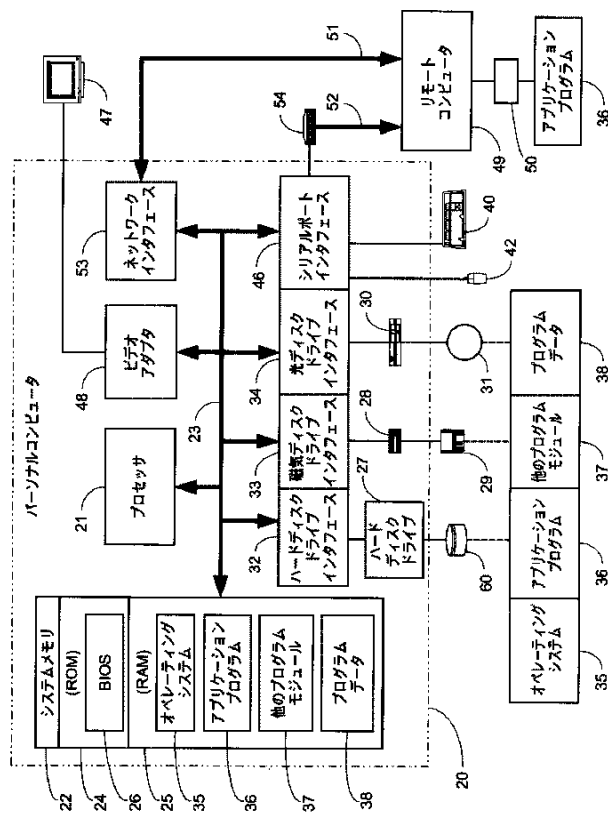 パーソナルコンピュータ
システムメモリ
22
(ROM)
24
BIOS
26
(RAM)
25
オペレーティング
システム
35
アプリケーション
プログラム
36
他のプログラム
モジュール
37
プログラム
データ
38
20
プロセッサ
21
ビデオ
アダプタ
48
ネットワーク
インタフェース
53
47
23
ハードディスク
ドライブ
インタフェース
32
磁気ディスク
ドライブ
インタフェース
33
光ディスク
ドライブ
インタフェース
34
シリアルポート
インタフェース
46
54
51
52
ハード
ディスク
ドライブ
27
28
30
60
29
31
42
40
リモート
コンピュータ
49
50
アプリケーション
プログラム
36
オペレーティング
システム
35
アプリケーション
プログラム
36
他のプログラム
モジュール
37
プログラム
データ
38